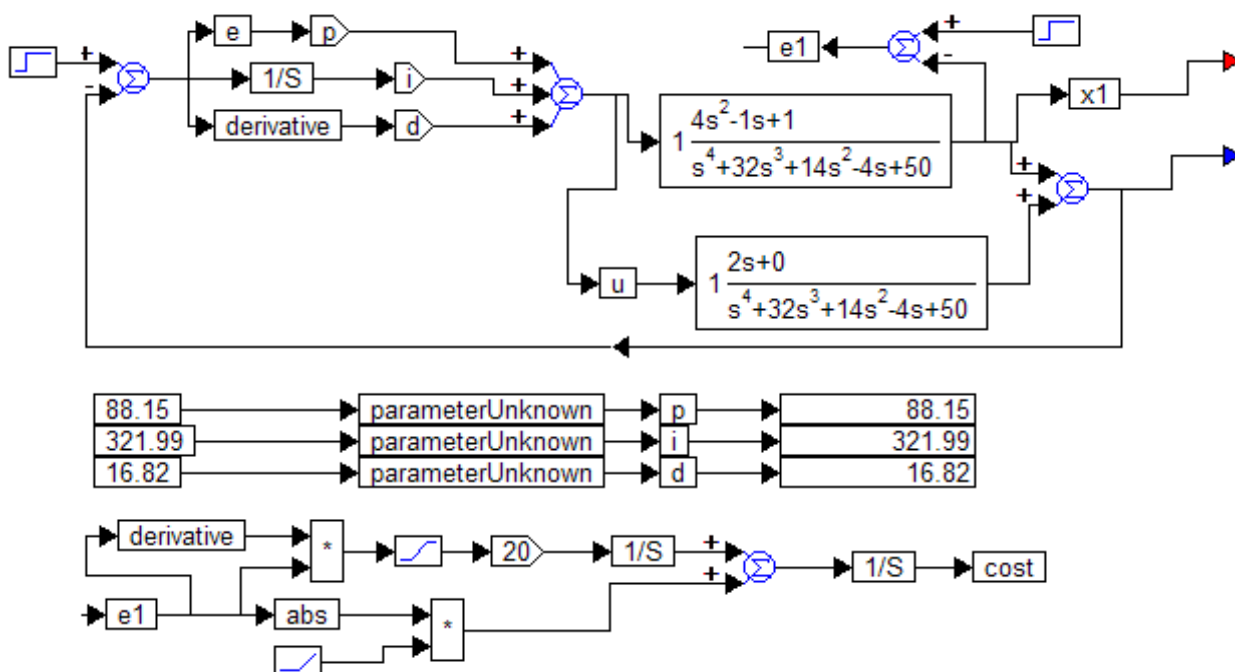 e p + e1 +
+ Σ + Σ Σ -
- 1/S i + x1
derivative d +
1 4s²-1s+1
s⁴+32s³+14s²-4s+50
+ Σ
+
u 1 2s+0
s⁴+32s³+14s²-4s+50
88.15 parameterUnknown p 88.15
321.99 parameterUnknown i 321.99
16.82 parameterUnknown d 16.82
derivative * 20 1/S + Σ 1/S cost
+
e1 abs *